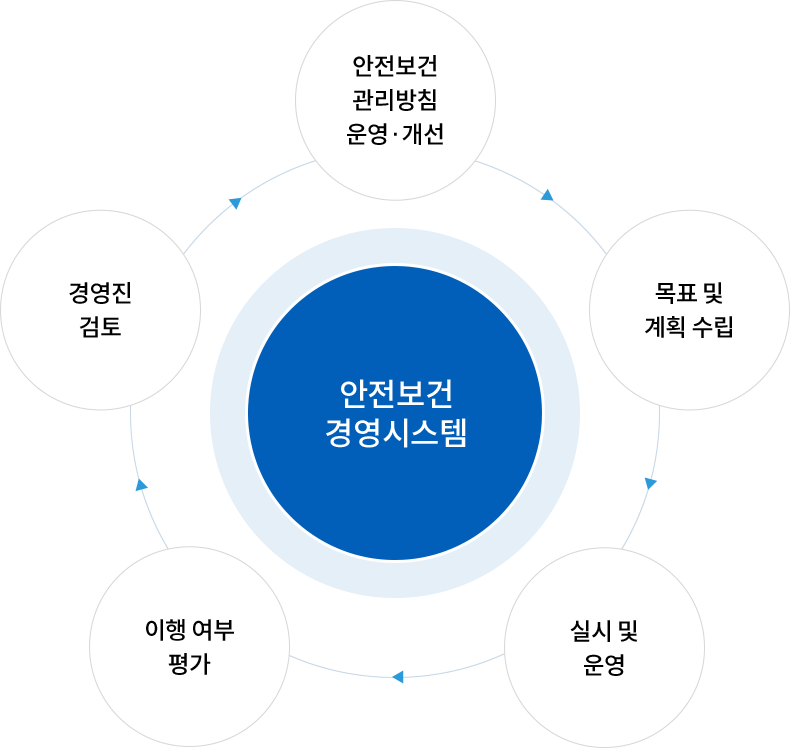 안전보건
관리방침
운영·개선
목표 및
계획 수립
실시 및
운영
이행 여부
평가
경영진
검토
안전보건
경영시스템